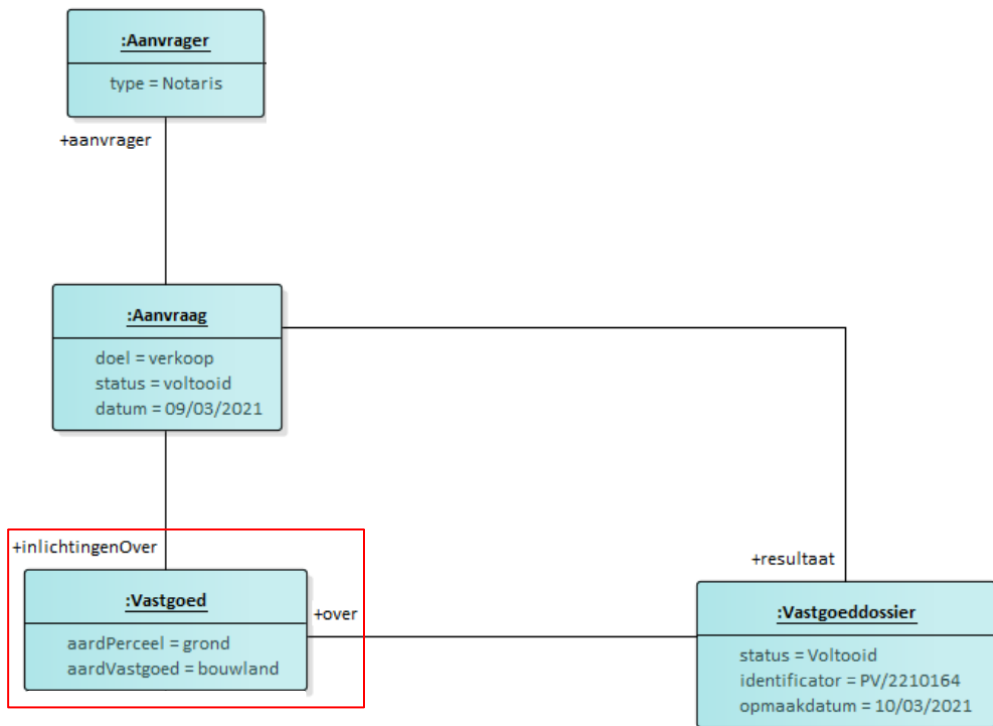 :Aanvrager
type = Notaris
+aanvrager
:Aanvraag
doel = verkoop
status = voltooid
datum = 09/03/2021
+inlichtingenOver
:Vastgoed
aardPerceel = grond
aardVastgoed = bouwland
+over
+resultaat
:Vastgoeddossier
status = Voltooid
identificator = PV/2210164
opmaakdatum = 10/03/2021